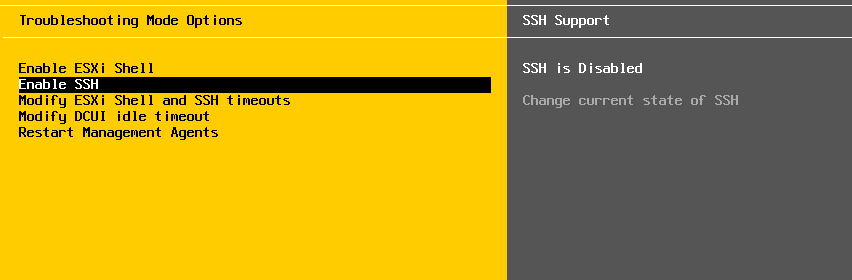 Troubleshooting Mode Options
SSH Support
Enable ESXi Shell
Enable SSH
Modify ESXi Shell and SSH timeouts
Modify DCUI idle timeout
Restart Management Agents
SSH is Disabled
Change current state of SSH